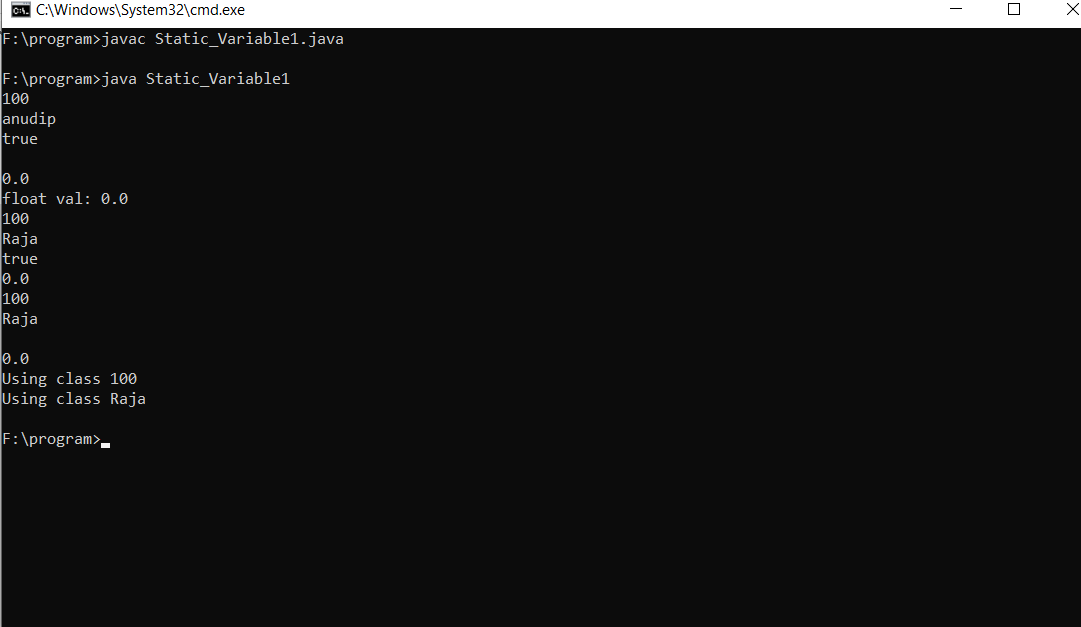 C:\Windows\System32\cmd.exe
F:\program>javac Static_Variable1.java
F:\program>java Static_Variable1
100
anudip
true
0.0
float val: 0.0
100
Raja
true
0.0
100
Raja
0.0
Using class 100
Using class Raja
F:\program>